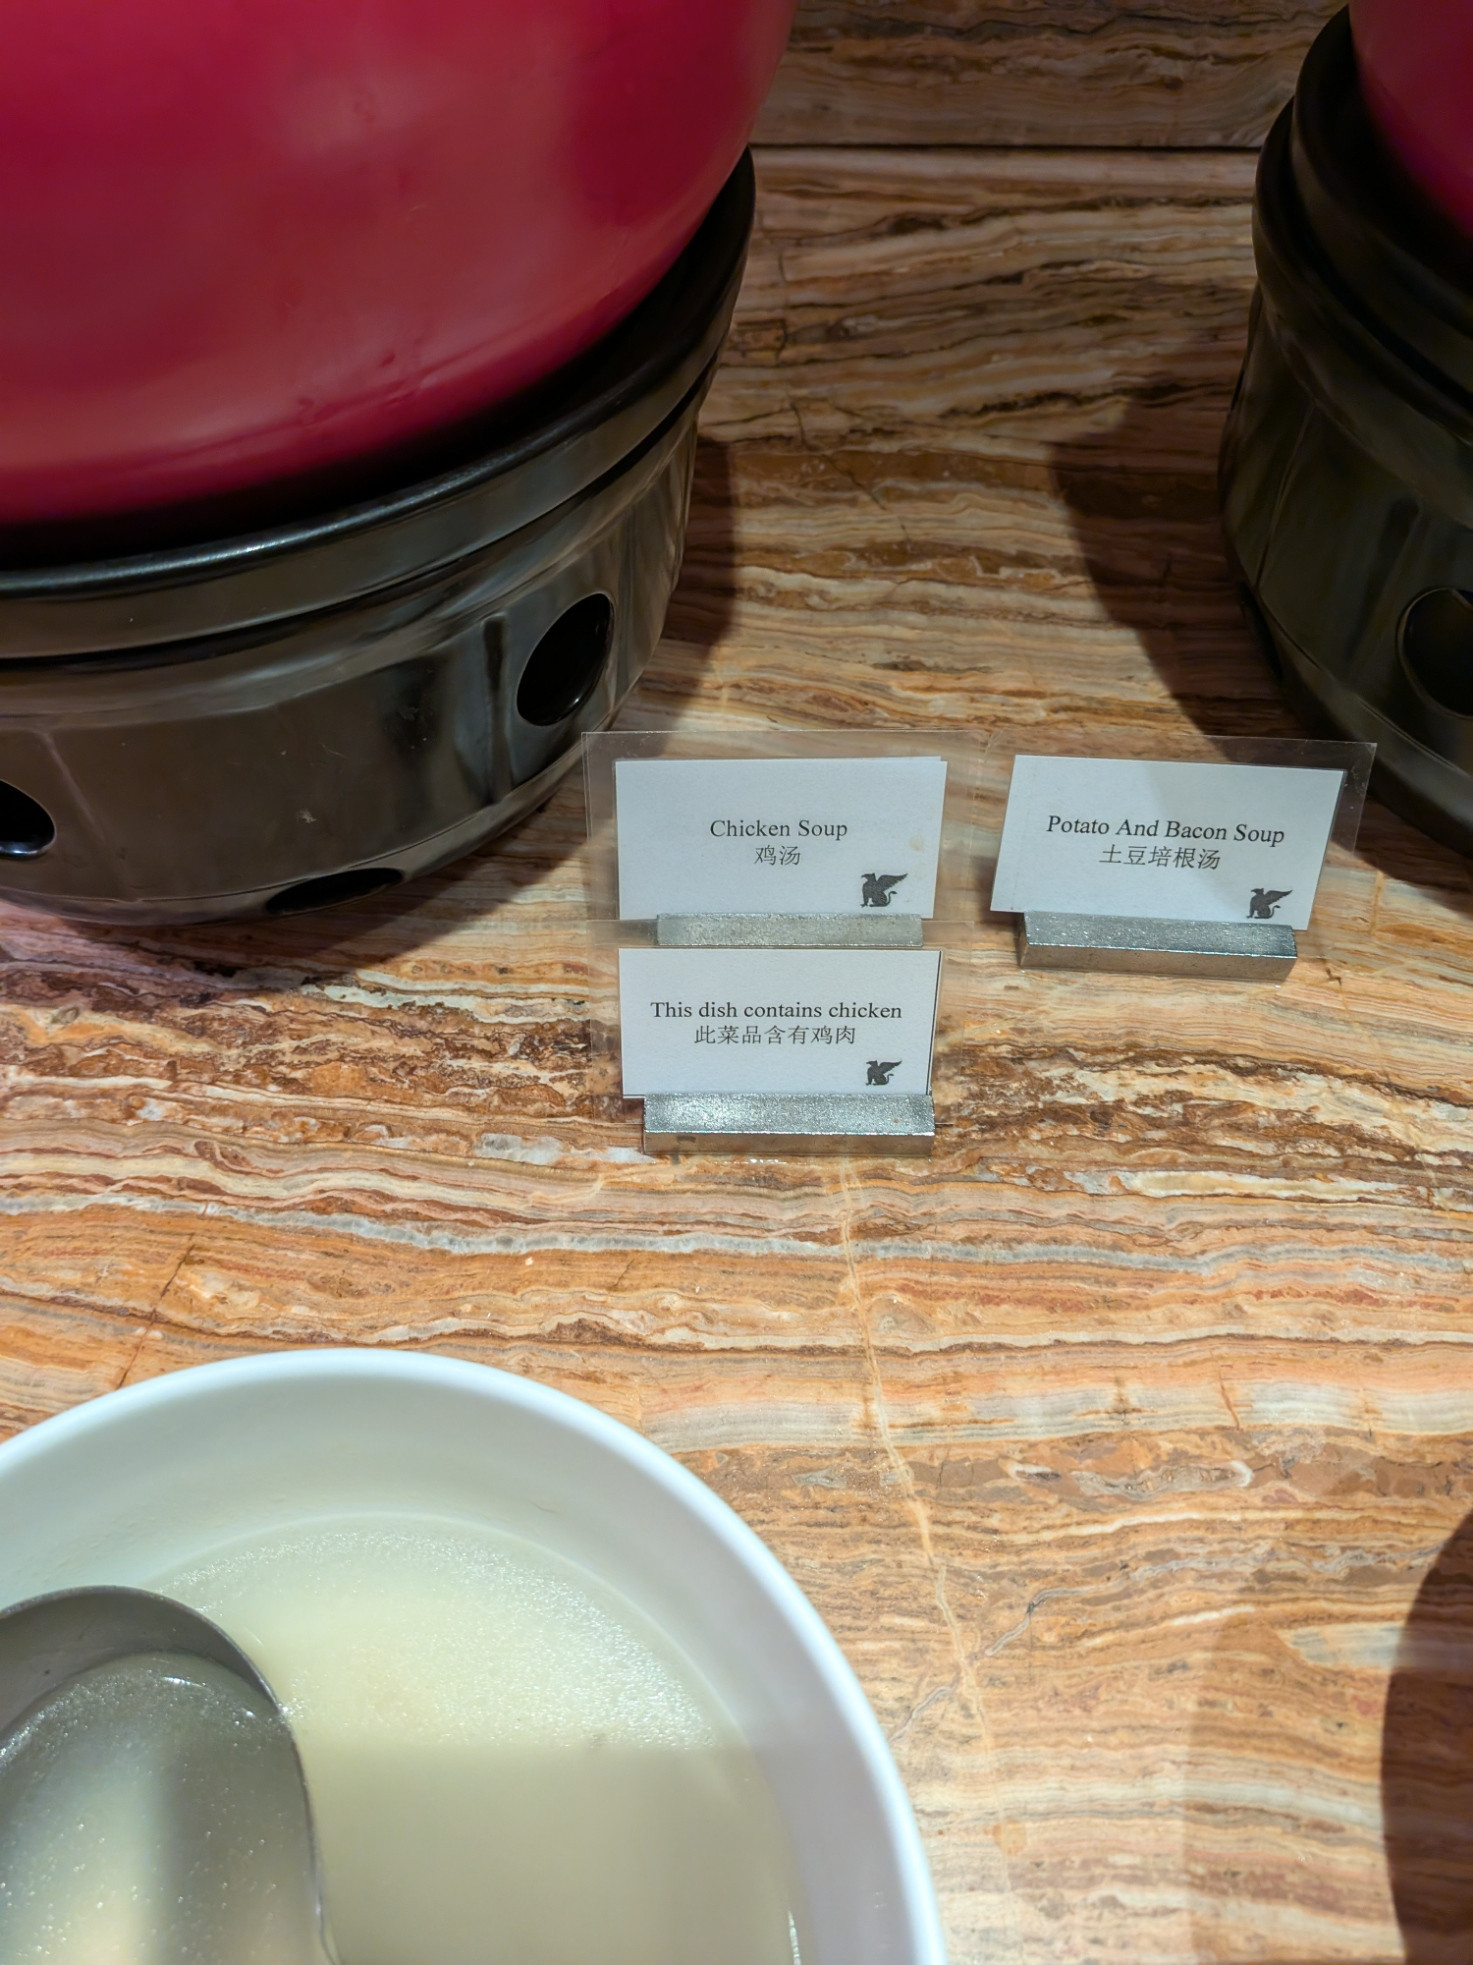 Chicken Soup
鸡汤
Potato And Bacon Soup
土豆培根汤
This dish contains chicken
此菜品含有鸡肉